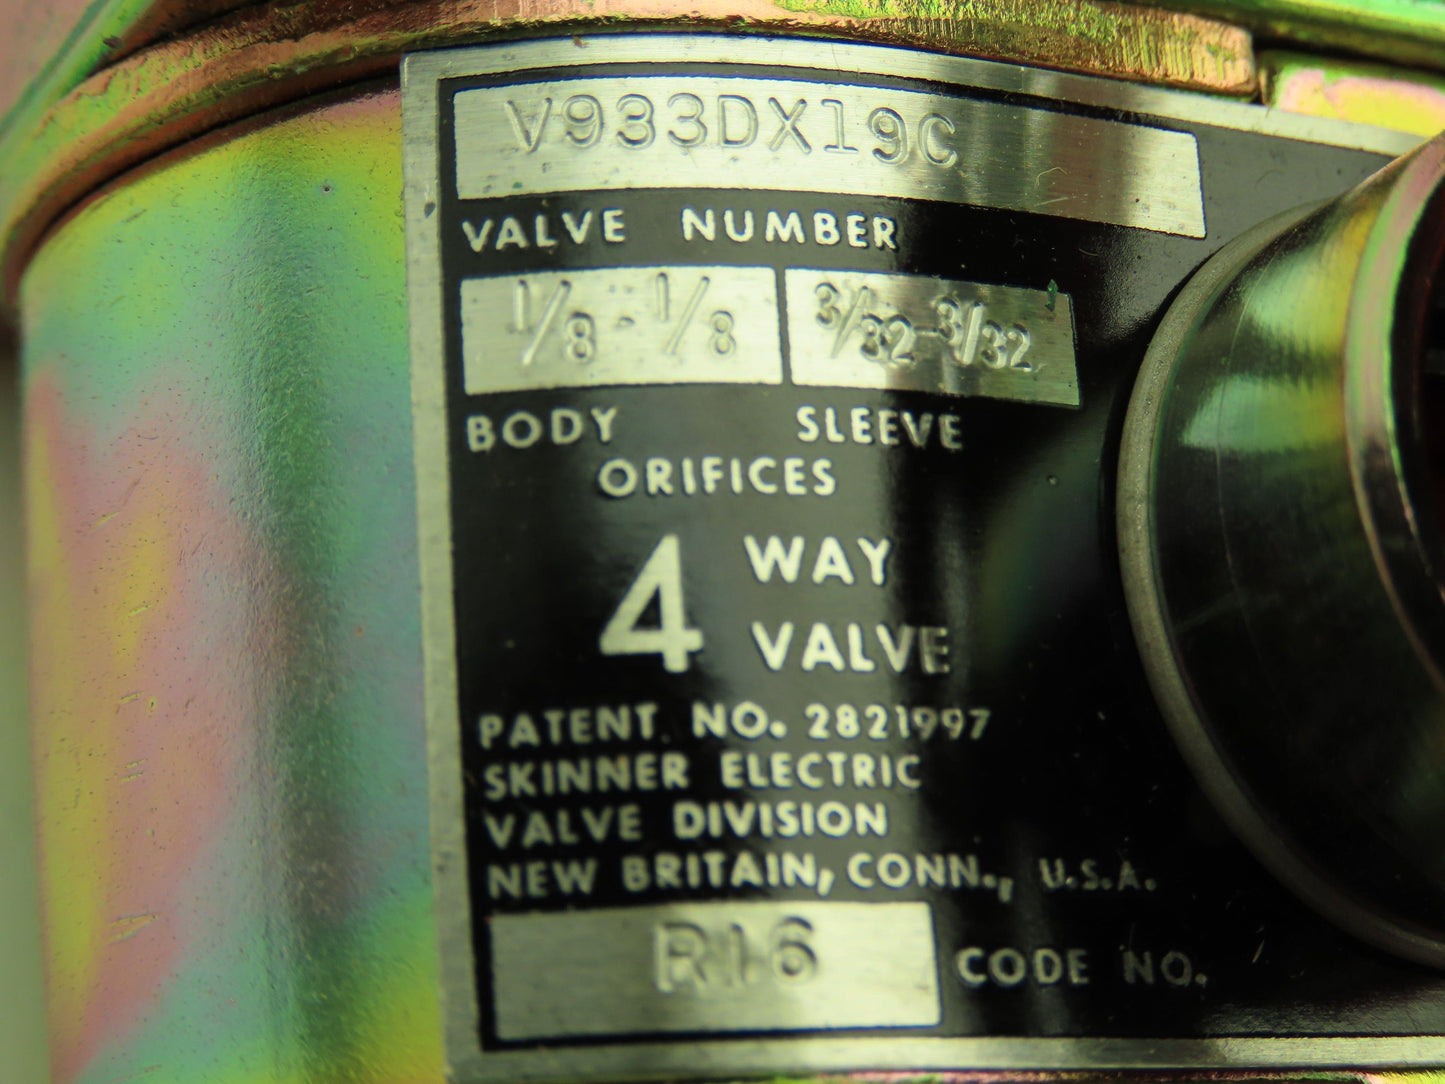 V933DX19C
VALVE NUMBER
1/8-1/8 3/32-3/32
BODY SLEEVE
ORIFICES
4 WAY
VALVE
PATENT NO. 2821997
SKINNER ELECTRIC
VALVE DIVISION
NEW BRITAIN, CONN., U.S.A.
R16 CODE NO.